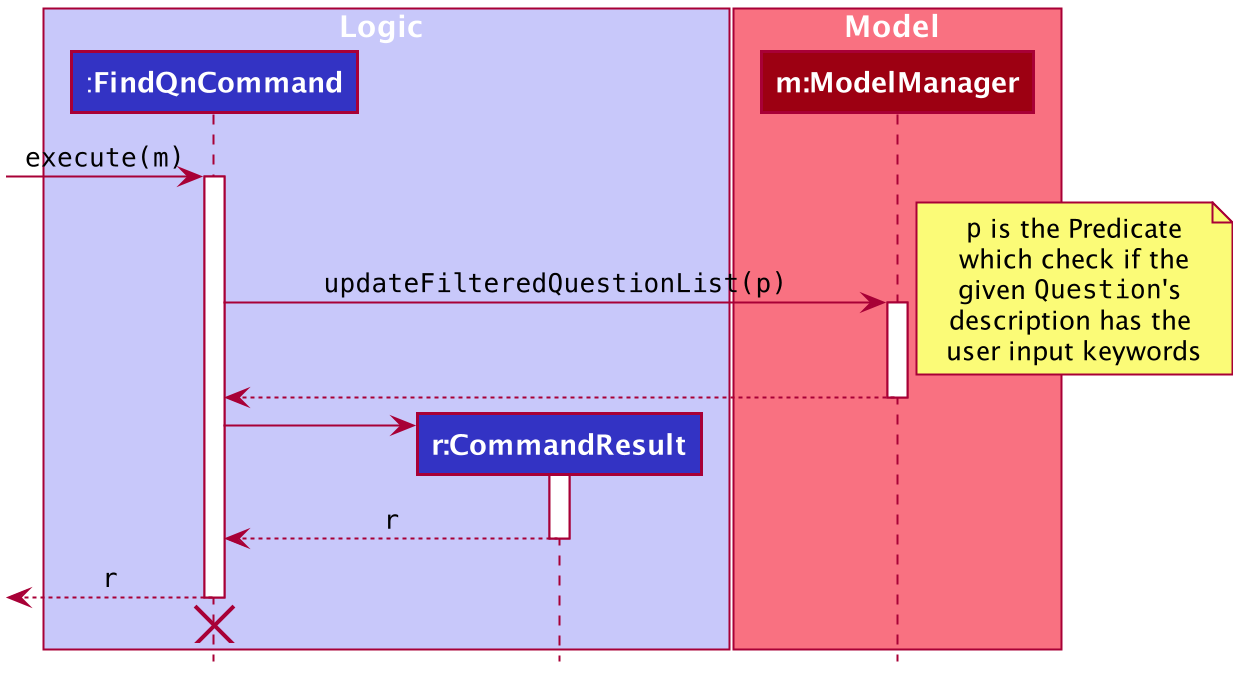 Logic
Model
:FindQnCommand
m:ModelManager
execute(m)
p is the Predicate
which check if the
given Question's
description has the
user input keywords
updateFilteredQuestionList(p)
r:CommandResult
r
r